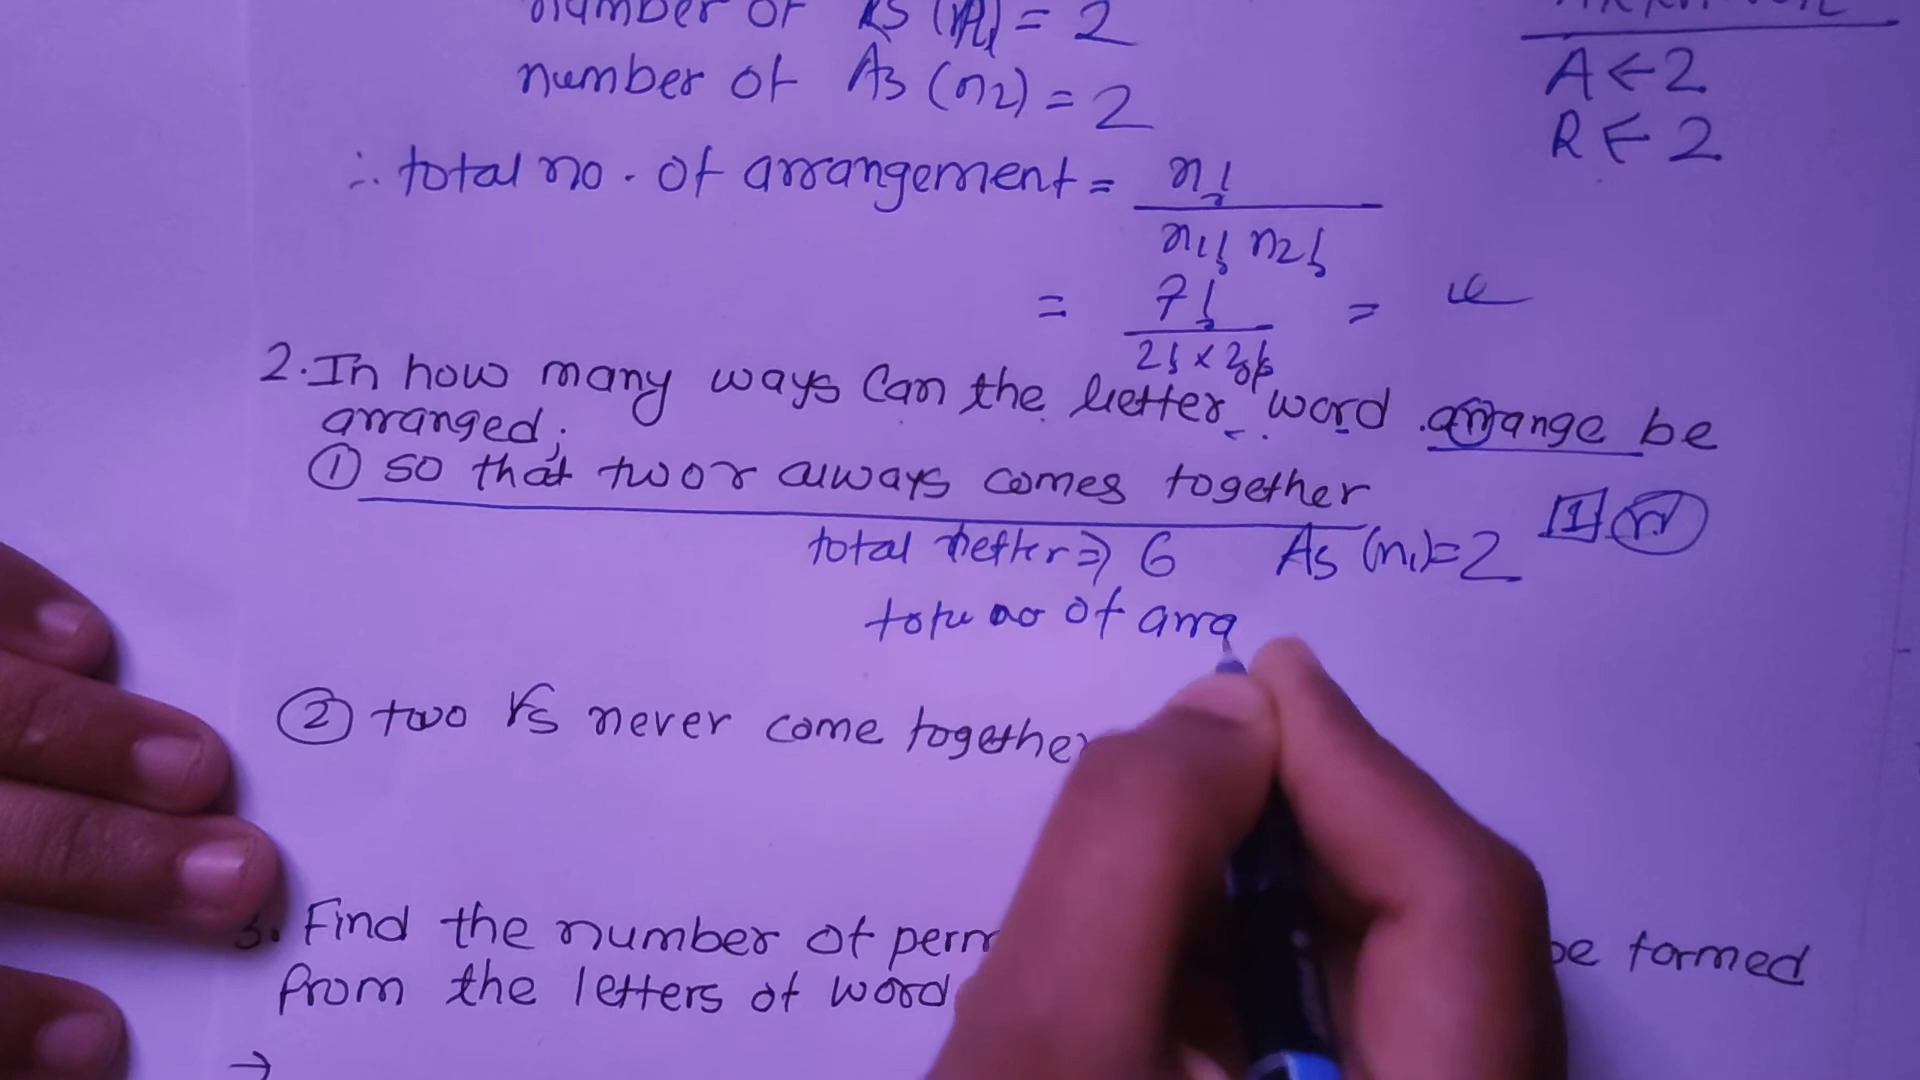 number of Rs (n1) = 2
number of As (n2) = 2
A ← 2
R ← 2
∴ total no. of arrangement = n! / n1! n2!
= 7! / 2! x 2! =
2. In how many ways Can the letter word arrange be
arranged;
① so that two r always comes together
total letter ⇒ 6 As (n1) = 2 1 rr
no of arra
② two rs never come together
3. Find the number of perm be formed
from the letters of word
→